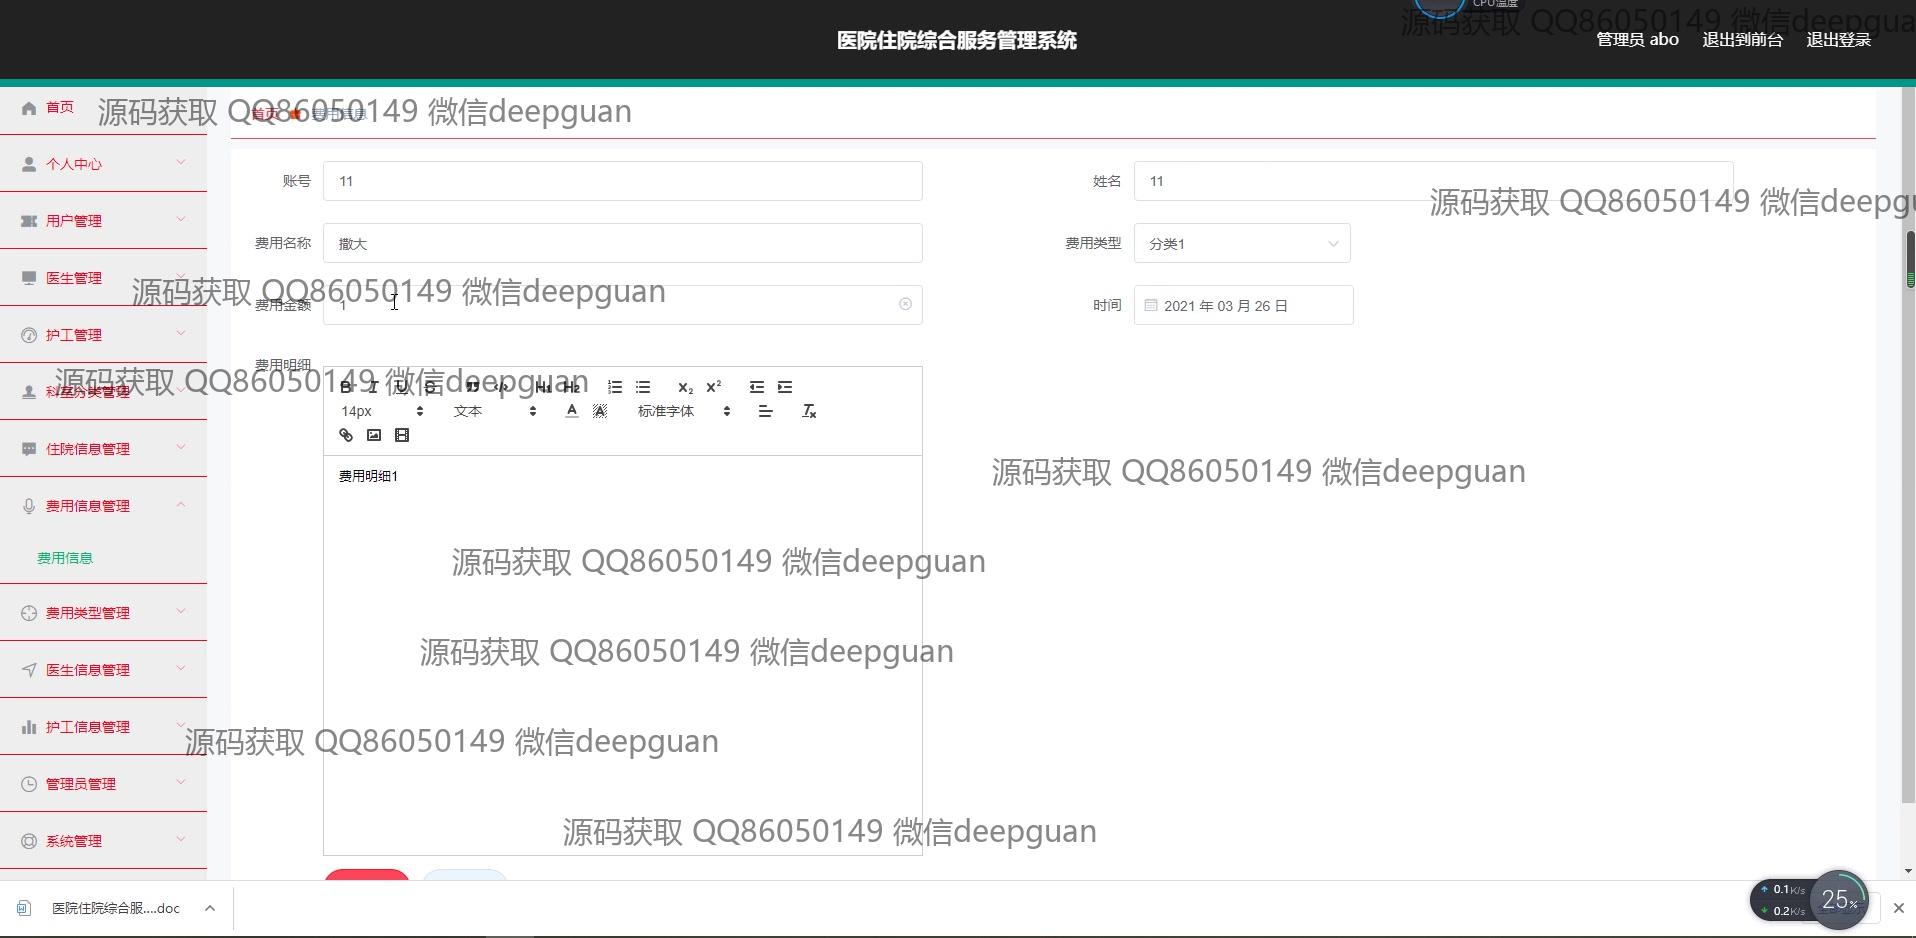 CPU温度
医院住院综合服务管理系统
源码获取 QQ86050149 微信deepgua
管理员 abo 退出到前台 退出登录
首页
源码获取 QQ86050149 微信deepguan
首页 费用信息
个人中心
账号 11 姓名 11
源码获取 QQ86050149 微信deepgu
用户管理
费用名称 撒大 费用类型 分类1
医生管理
源码获取 QQ86050149 微信deepguan
费用金额 1 时间 2021 年 03 月 26 日
护工管理
费用明细
源码获取 QQ86050149 微信deepguan
科室分类管理
B I U S H1 H2 X2 X2
14px 文本 A A 标准字体
住院信息管理
费用明细1
源码获取 QQ86050149 微信deepguan
费用信息管理
费用信息
源码获取 QQ86050149 微信deepguan
费用类型管理
源码获取 QQ86050149 微信deepguan
医生信息管理
护工信息管理
源码获取 QQ86050149 微信deepguan
管理员管理
源码获取 QQ86050149 微信deepguan
系统管理
医院住院综合服....doc
0.1K/s
0.2K/s
25%